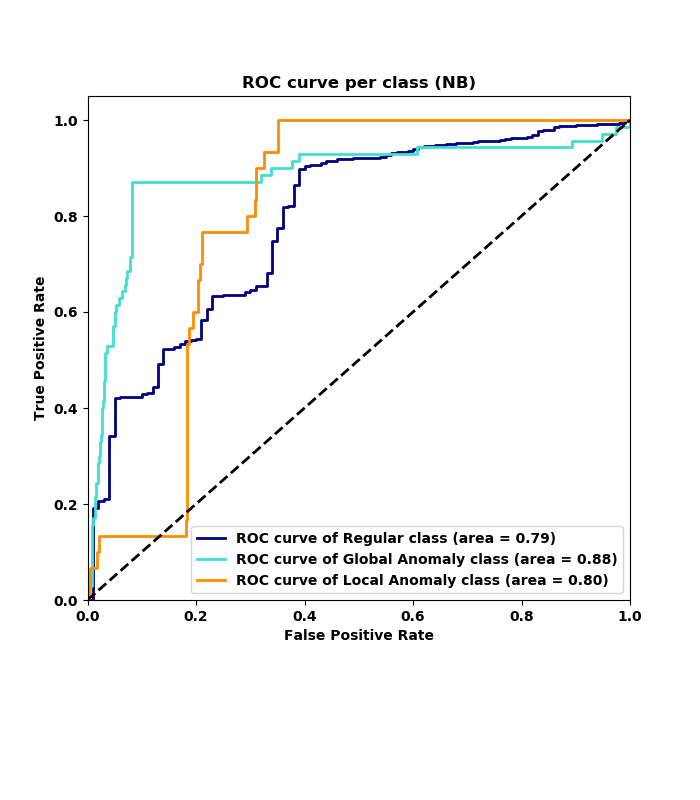 ROC curve per class (NB)
True Positive Rate
1.0
0.8
0.6
0.4
0.2
0.0
ROC curve of Regular class (area = 0.79)
ROC curve of Global Anomaly class (area = 0.88)
ROC curve of Local Anomaly class (area = 0.80)
0.0 0.2 0.4 0.6 0.8 1.0
False Positive Rate